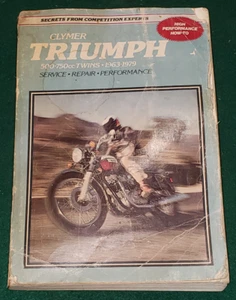 SECRETS FROM COMPETITION EXPERTS
HIGH
PERFORMANCE
HOW-TO
CLYMER
TRIUMPH
500-750cc TWINS • 1963-1979
SERVICE • REPAIR • PERFORMANCE